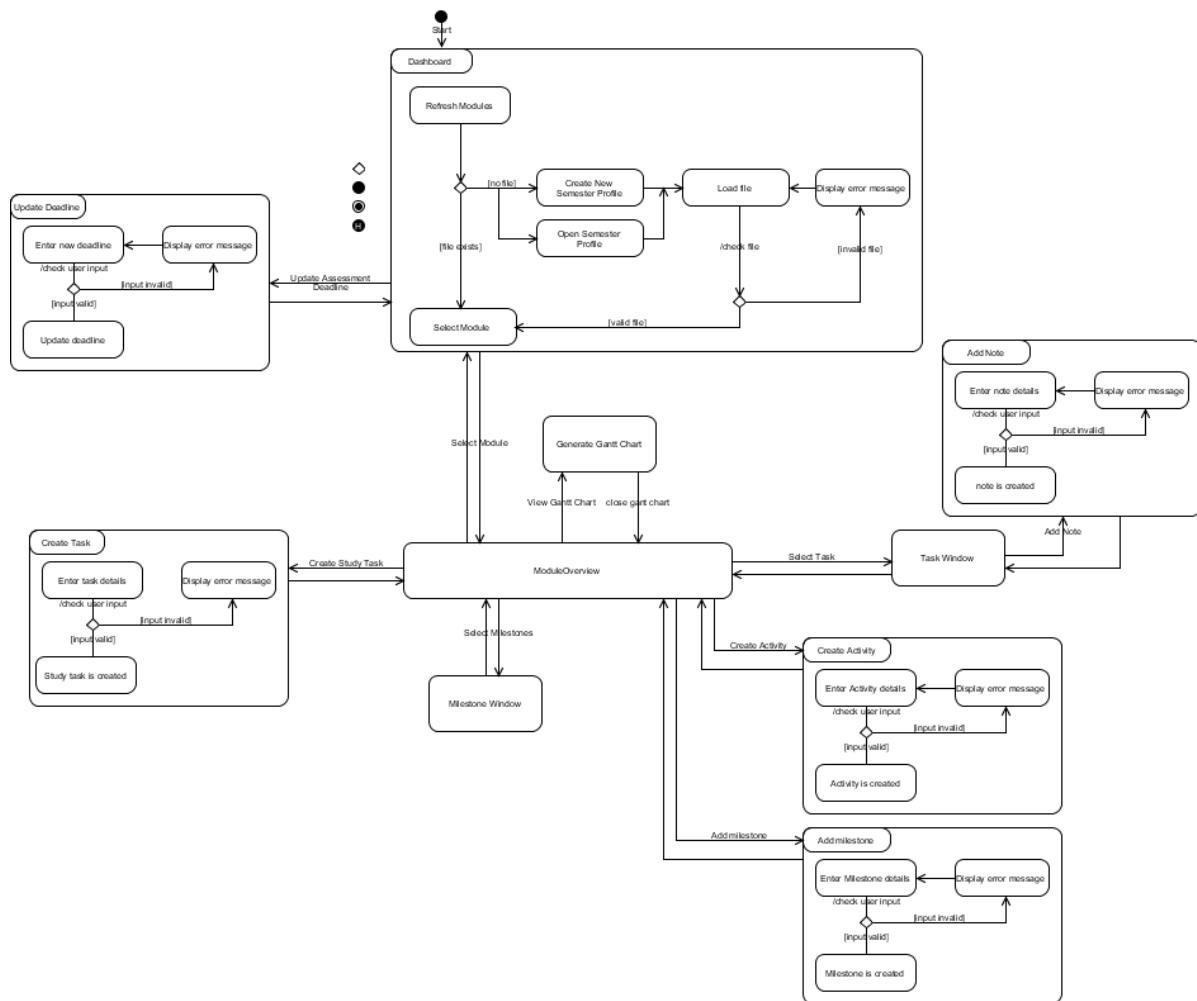 Start
Dashboard
Refresh Modules
[no file]
Create New
Semester Profile
Load file
Display error message
Open Semester
Profile
[file exists]
/check file
[invalid file]
[valid file]
Select Module
H
Update Deadline
Enter new deadline
Display error message
/check user input
[input invalid]
[input valid]
Update deadline
Update Assessment
Deadline
Add Note
Enter note details
Display error message
/check user input
[input invalid]
[input valid]
note is created
Add Note
Select Module
Generate Gantt Chart
View Gantt Chart
close gant chart
Create Task
Enter task details
Display error message
/check user input
[input invalid]
[input valid]
Study task is created
Create Study Task
ModuleOverview
Select Task
Task Window
Select Milestones
Milestone Window
Create Activity
Create Activity
Enter Activity details
Display error message
/check user input
[input invalid]
[input valid]
Activity is created
Add milestone
Add milestone
Enter Milestone details
Display error message
/check user input
[input invalid]
[input valid]
Milestone is created